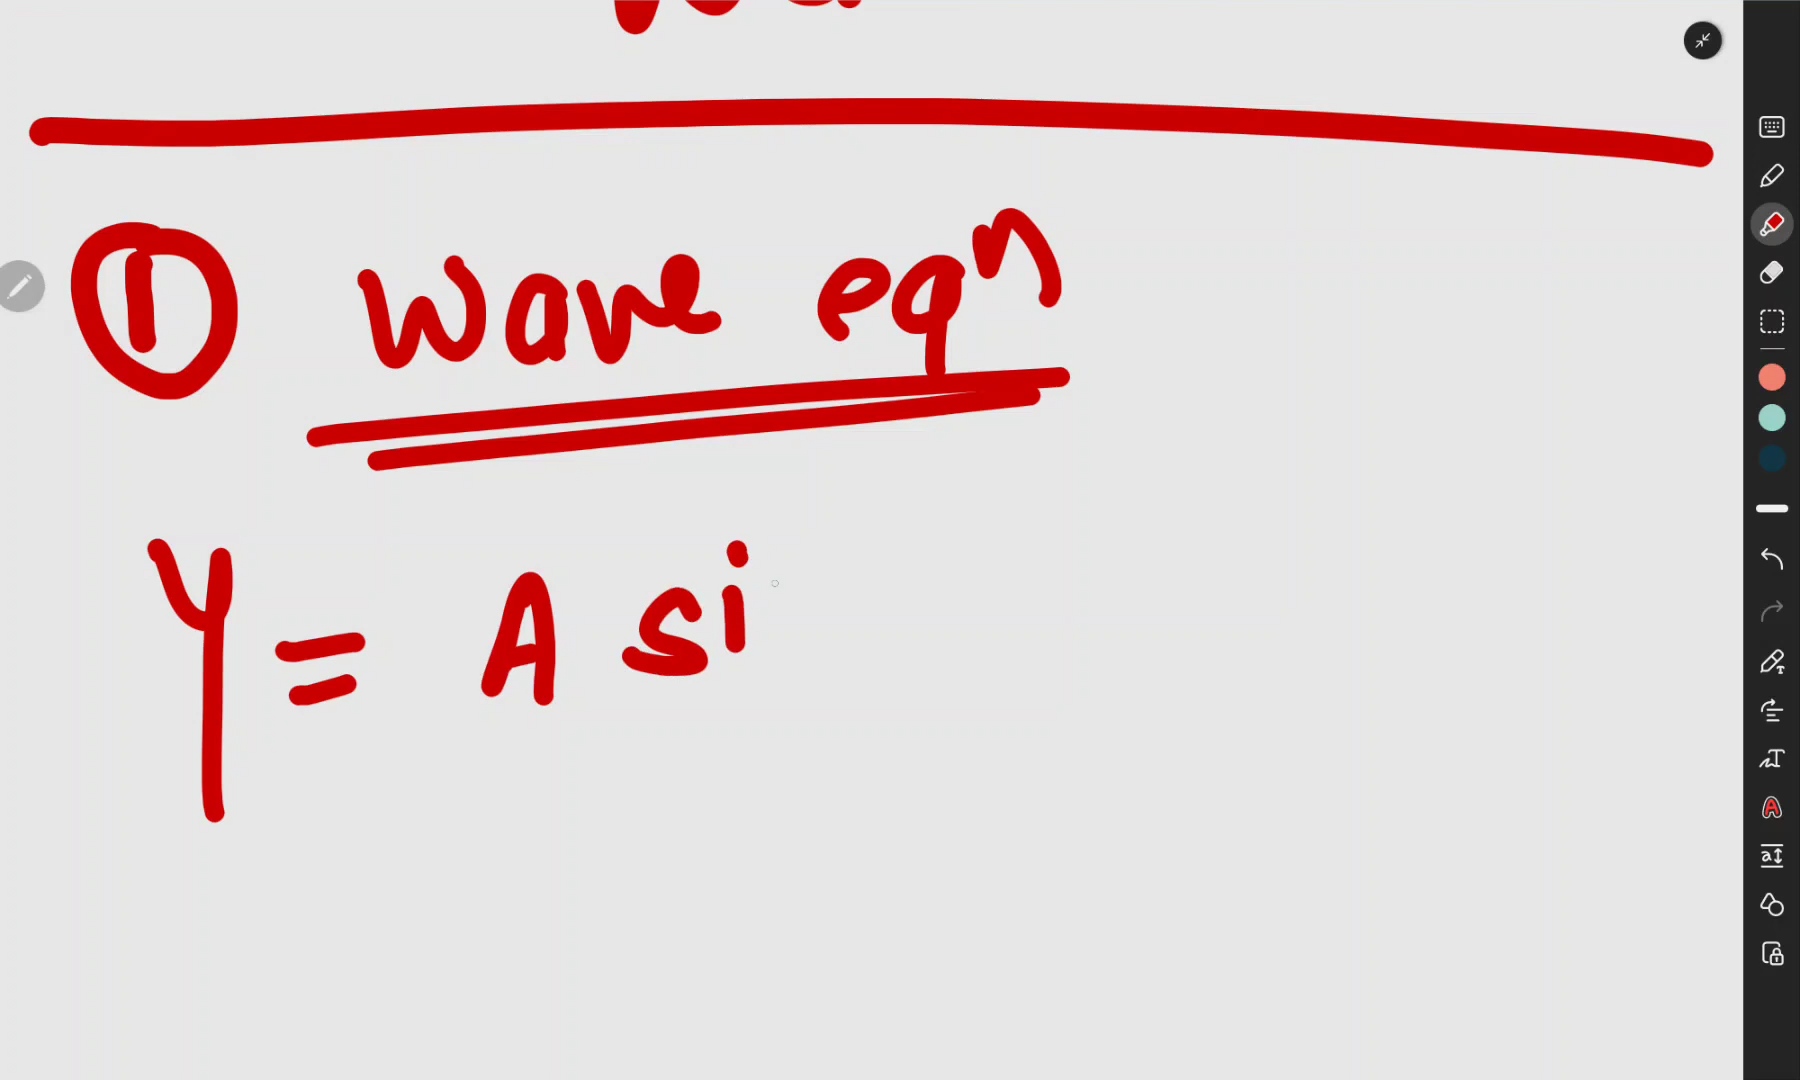 ① wave eqⁿ
Y = A si